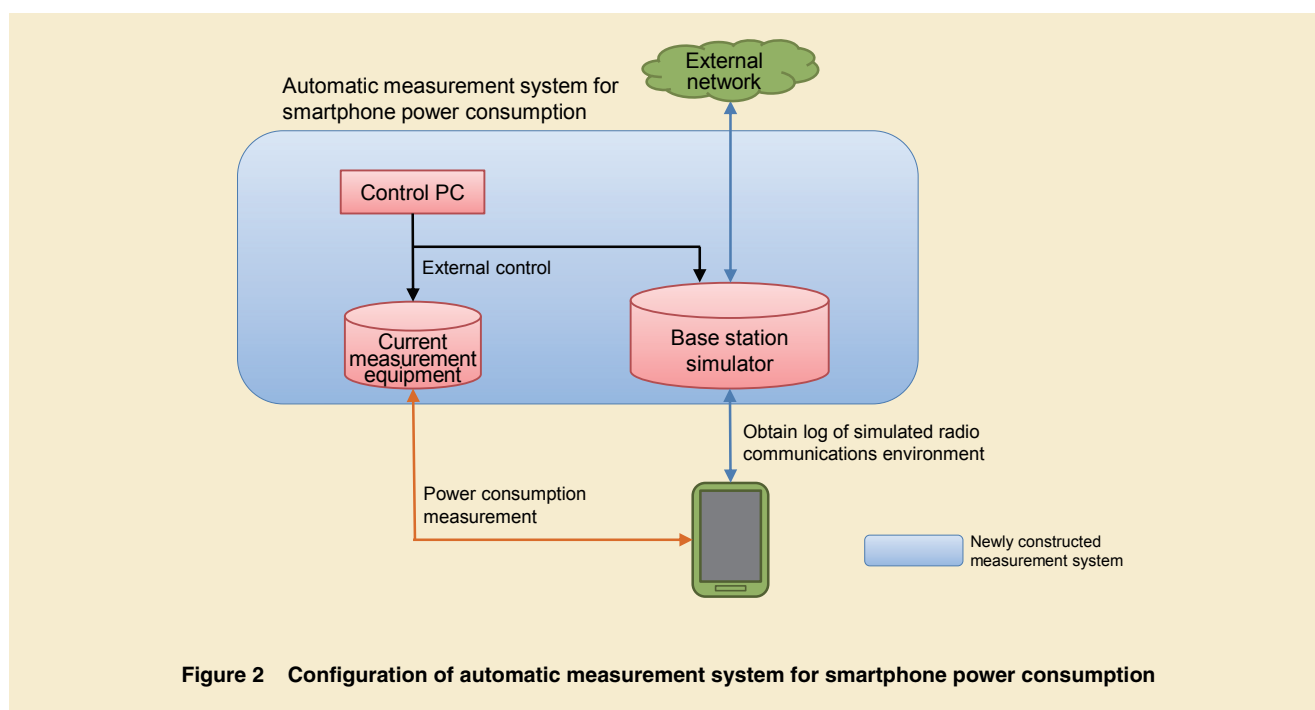 External
network
Automatic measurement system for
smartphone power consumption
Control PC
External control
Current
measurement
equipment
Base station
simulator
Obtain log of simulated radio
communications environment
Power consumption
measurement
Newly constructed
measurement system
Figure 2 Configuration of automatic measurement system for smartphone power consumption